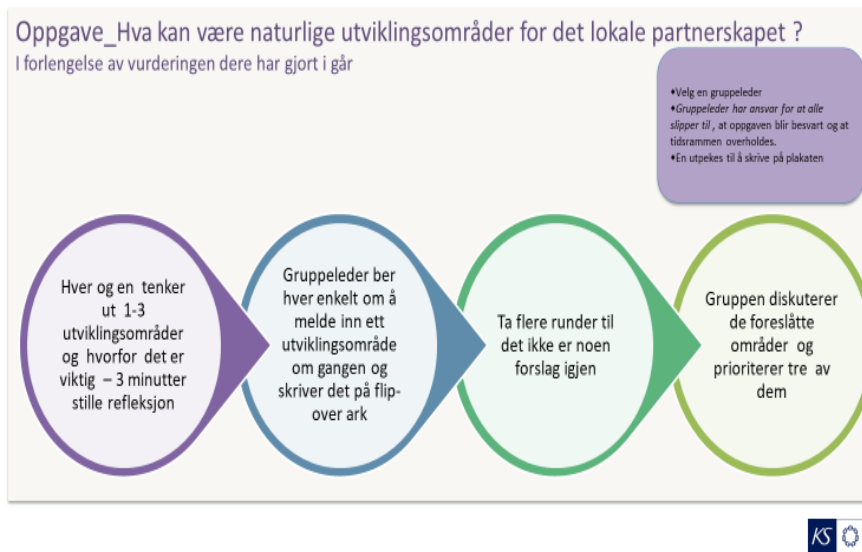 Oppgave_Hva kan være naturlige utviklingsområder for det lokale partnerskapet ?
I forlengelse av vurderingen dere har gjort i går
•Velg en gruppeleder
•Gruppeleder har ansvar for at alle
slipper til , at oppgaven blir besvart og at
tidsrammen overholdes.
•En utpekes til å skrive på plakaten
Hver og en tenker
ut 1-3
utviklingsområder
og hvorfor det er
viktig – 3 minutter
stille refleksjon
Gruppeleder ber
hver enkelt om å
melde inn ett
utviklingsområde
om gangen og
skriver det på flip-
over ark
Ta flere runder til
det ikke er noen
forslag igjen
Gruppen diskuterer
de foreslåtte
områder og
prioriterer tre av
dem
KS